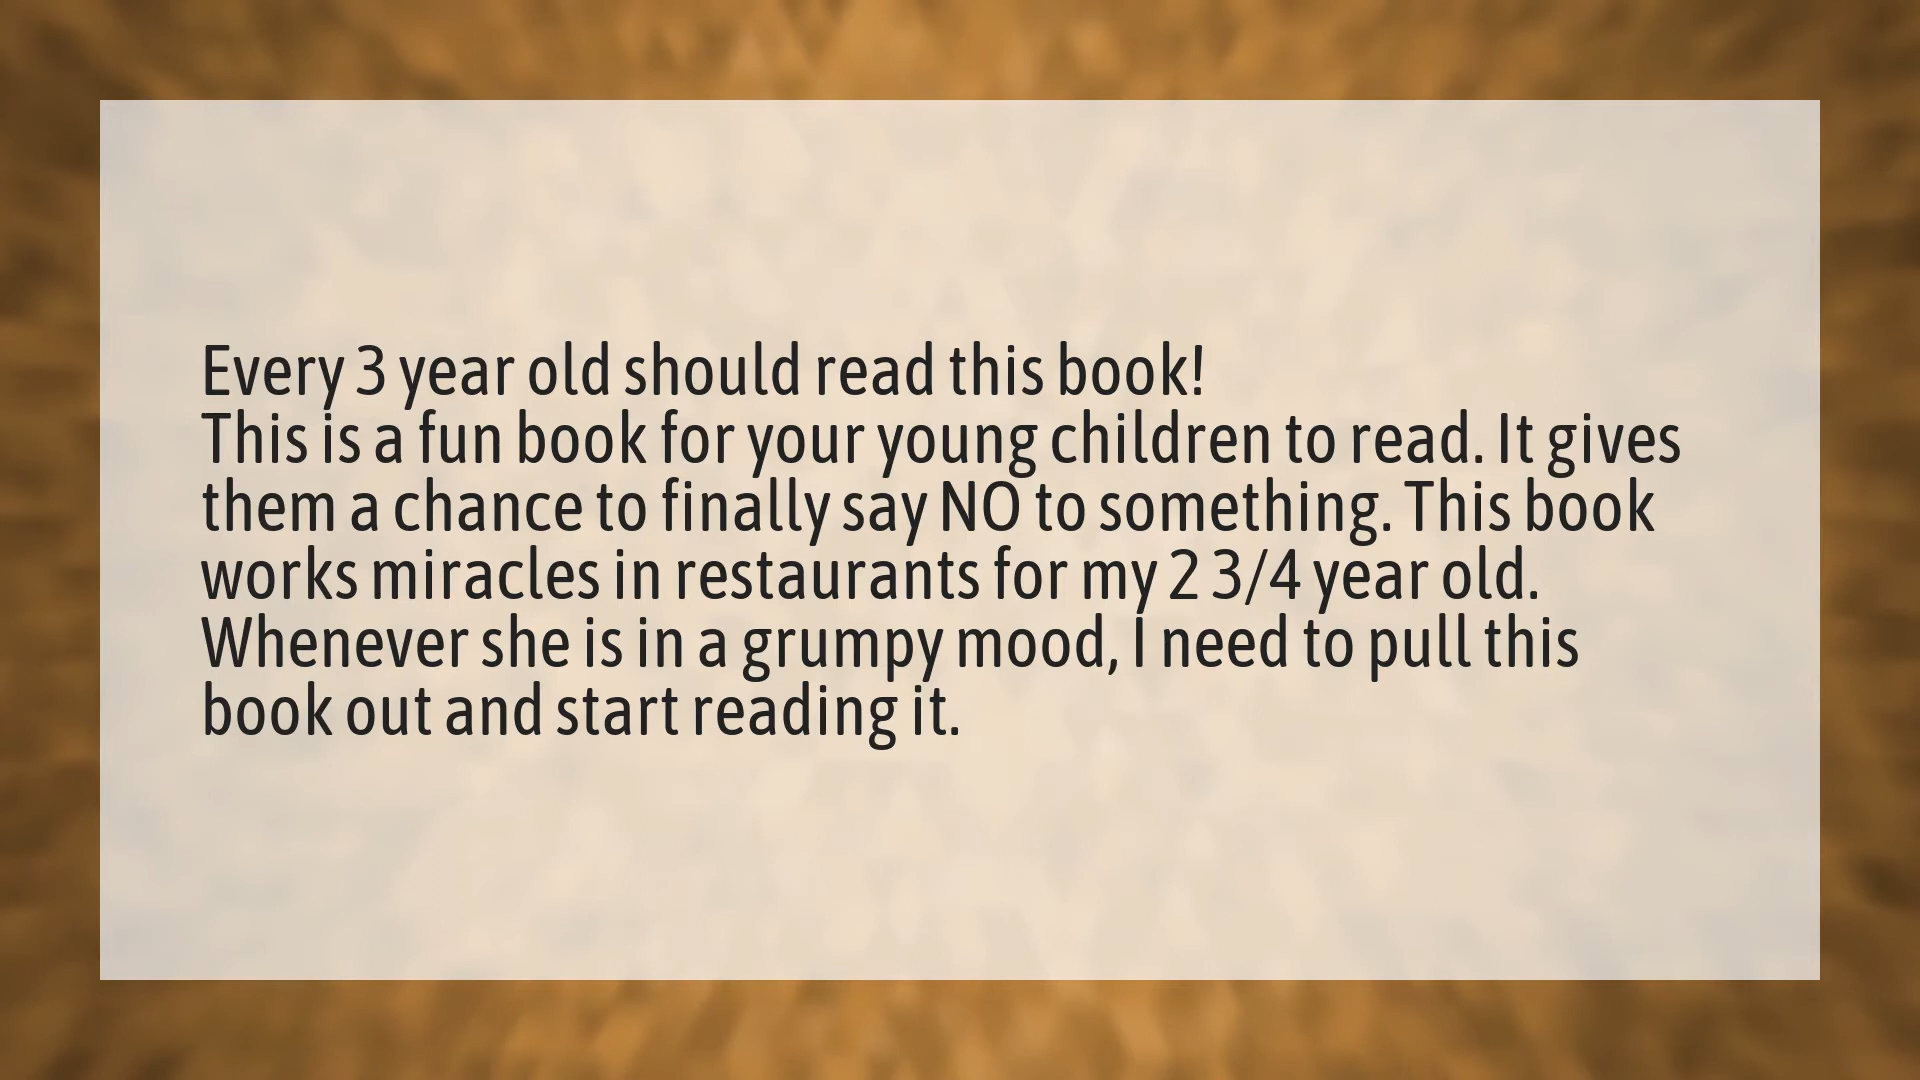 Every 3 year old should read this book!
This is a fun book for your young children to read. It gives
them a chance to finally say NO to something. This book
works miracles in restaurants for my 2 3/4 year old.
Whenever she is in a grumpy mood, I need to pull this
book out and start reading it.